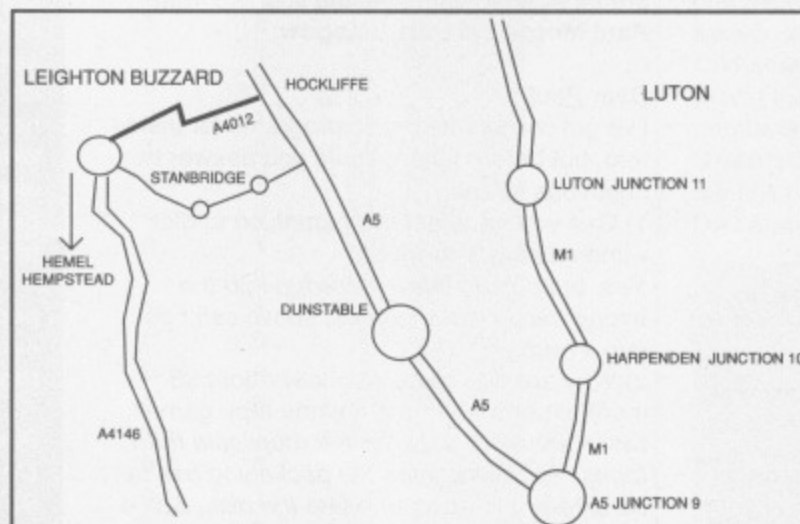 LEIGHTON BUZZARD
HOCKLIFFE
LUTON
A4012
STANBRIDGE
LUTON JUNCTION 11
A5
M1
HEMEL
HEMPSTEAD
DUNSTABLE
HARPENDEN JUNCTION 10
A5
A4146
M1
A5 JUNCTION 9